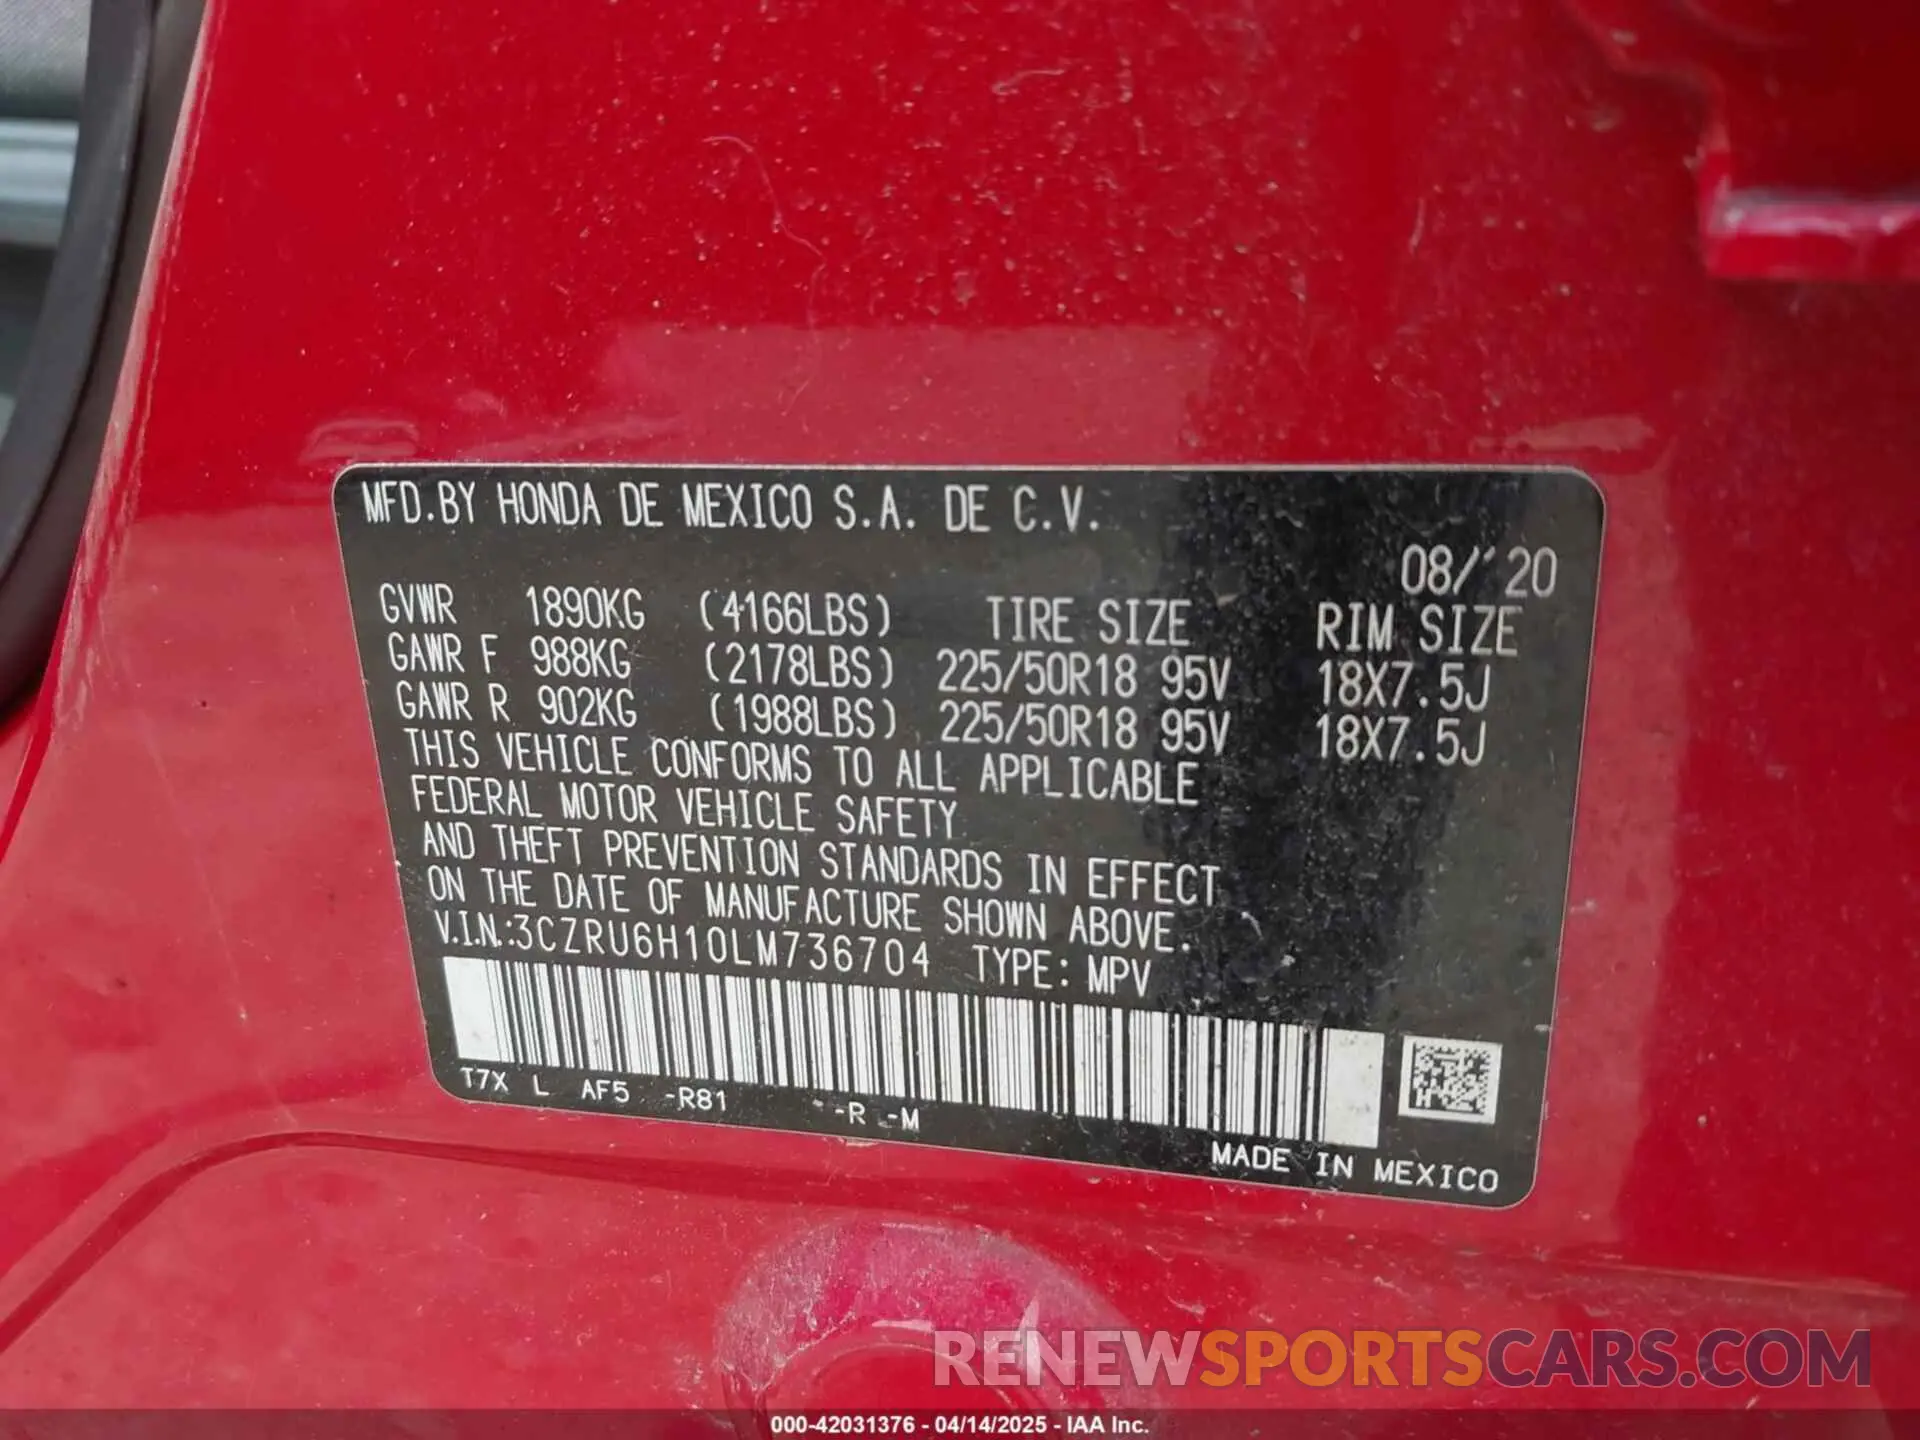 MFD.BY HONDA DE MEXICO S.A. DE C.V.
08/'20
GVWR 1890KG (4166LBS) TIRE SIZE RIM SIZE
GAWR F 988KG (2178LBS) 225/50R18 95V 18X7.5J
GAWR R 902KG (1988LBS) 225/50R18 95V 18X7.5J
THIS VEHICLE CONFORMS TO ALL APPLICABLE
FEDERAL MOTOR VEHICLE SAFETY
AND THEFT PREVENTION STANDARDS IN EFFECT
ON THE DATE OF MANUFACTURE SHOWN ABOVE.
V.I.N.:3CZRU6H10LM736704 TYPE: MPV
T7X L AF5 -R81 -R -M
MADE IN MEXICO
RENEWSPORTSCARS.COM
000-42031376 - 04/14/2025 - IAA Inc.